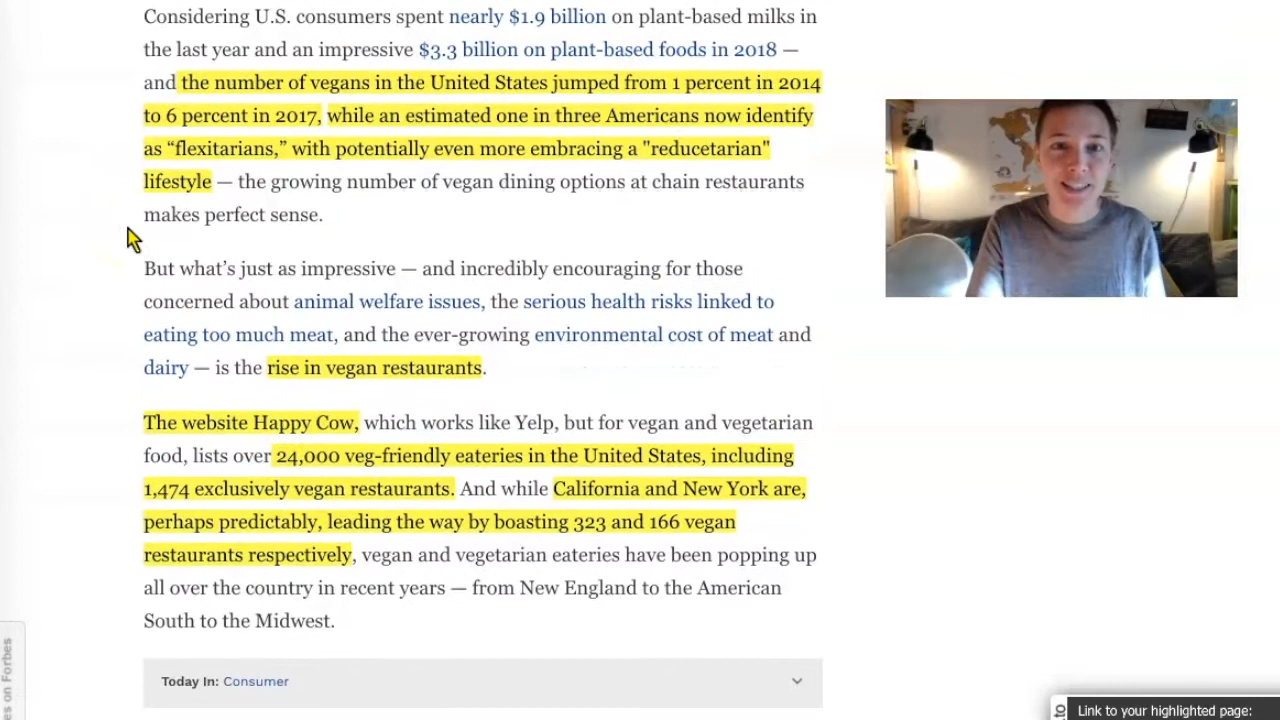 Considering U.S. consumers spent nearly $1.9 billion on plant-based milks in
the last year and an impressive $3.3 billion on plant-based foods in 2018 —
and the number of vegans in the United States jumped from 1 percent in 2014
to 6 percent in 2017, while an estimated one in three Americans now identify
as “flexitarians,” with potentially even more embracing a "reducetarian"
lifestyle — the growing number of vegan dining options at chain restaurants
makes perfect sense.
But what’s just as impressive — and incredibly encouraging for those
concerned about animal welfare issues, the serious health risks linked to
eating too much meat, and the ever-growing environmental cost of meat and
dairy — is the rise in vegan restaurants.
The website Happy Cow, which works like Yelp, but for vegan and vegetarian
food, lists over 24,000 veg-friendly eateries in the United States, including
1,474 exclusively vegan restaurants. And while California and New York are,
perhaps predictably, leading the way by boasting 323 and 166 vegan
restaurants respectively, vegan and vegetarian eateries have been popping up
all over the country in recent years — from New England to the American
South to the Midwest.
Today In: Consumer
es on Forbes
to
Link to your highlighted page: